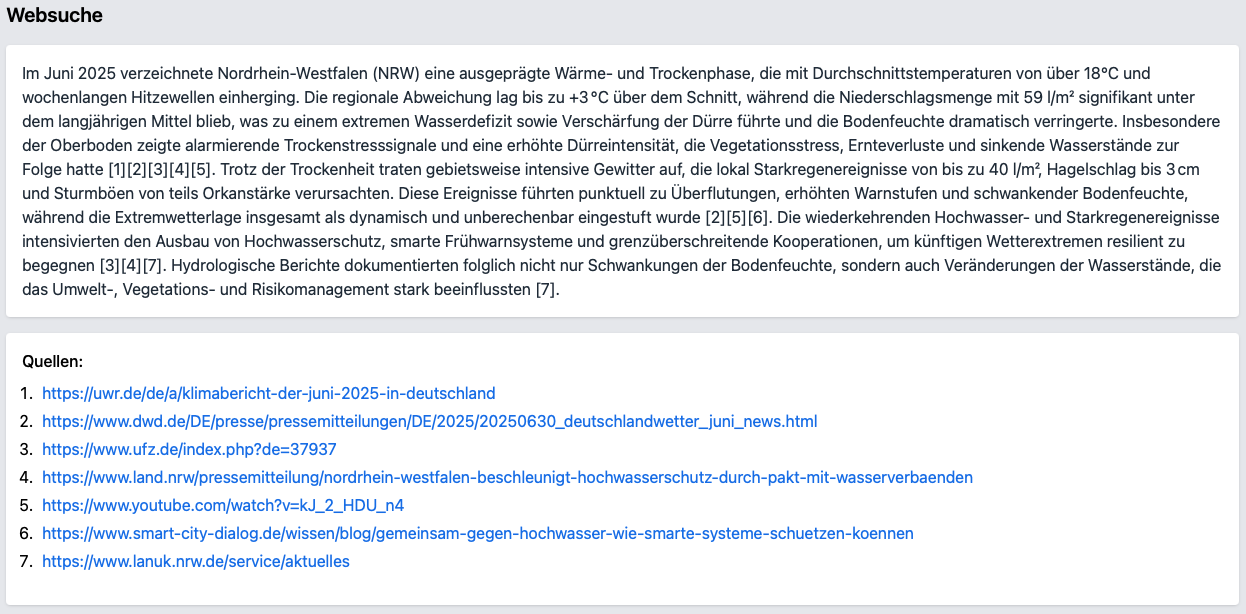 Websuche
Im Juni 2025 verzeichnete Nordrhein-Westfalen (NRW) eine ausgeprägte Wärme- und Trockenphase, die mit Durchschnittstemperaturen von über 18°C und
wochenlangen Hitzewellen einherging. Die regionale Abweichung lag bis zu +3 °C über dem Schnitt, während die Niederschlagsmenge mit 59 l/m² signifikant unter
dem langjährigen Mittel blieb, was zu einem extremen Wasserdefizit sowie Verschärfung der Dürre führte und die Bodenfeuchte dramatisch verringerte. Insbesondere
der Oberboden zeigte alarmierende Trockenstresssignale und eine erhöhte Dürreintensität, die Vegetationsstress, Ernteverluste und sinkende Wasserstände zur
Folge hatte [1][2][3][4][5]. Trotz der Trockenheit traten gebietsweise intensive Gewitter auf, die lokal Starkregenereignisse von bis zu 40 l/m², Hagelschlag bis 3 cm
und Sturmböen von teils Orkanstärke verursachten. Diese Ereignisse führten punktuell zu Überflutungen, erhöhten Warnstufen und schwankender Bodenfeuchte,
während die Extremwetterlage insgesamt als dynamisch und unberechenbar eingestuft wurde [2][5][6]. Die wiederkehrenden Hochwasser- und Starkregenereignisse
intensivierten den Ausbau von Hochwasserschutz, smarte Frühwarnsysteme und grenzüberschreitende Kooperationen, um künftigen Wetterextremen resilient zu
begegnen [3][4][7]. Hydrologische Berichte dokumentierten folglich nicht nur Schwankungen der Bodenfeuchte, sondern auch Veränderungen der Wasserstände, die
das Umwelt-, Vegetations- und Risikomanagement stark beeinflussten [7].
Quellen:
1. https://uwr.de/de/a/klimabericht-der-juni-2025-in-deutschland
2. https://www.dwd.de/DE/presse/pressemitteilungen/DE/2025/20250630_deutschlandwetter_juni_news.html
3. https://www.ufz.de/index.php?de=37937
4. https://www.land.nrw/pressemitteilung/nordrhein-westfalen-beschleunigt-hochwasserschutz-durch-pakt-mit-wasserverbaenden
5. https://www.youtube.com/watch?v=kJ_2_HDU_n4
6. https://www.smart-city-dialog.de/wissen/blog/gemeinsam-gegen-hochwasser-wie-smarte-systeme-schuetzen-koennen
7. https://www.lanuk.nrw.de/service/aktuelles